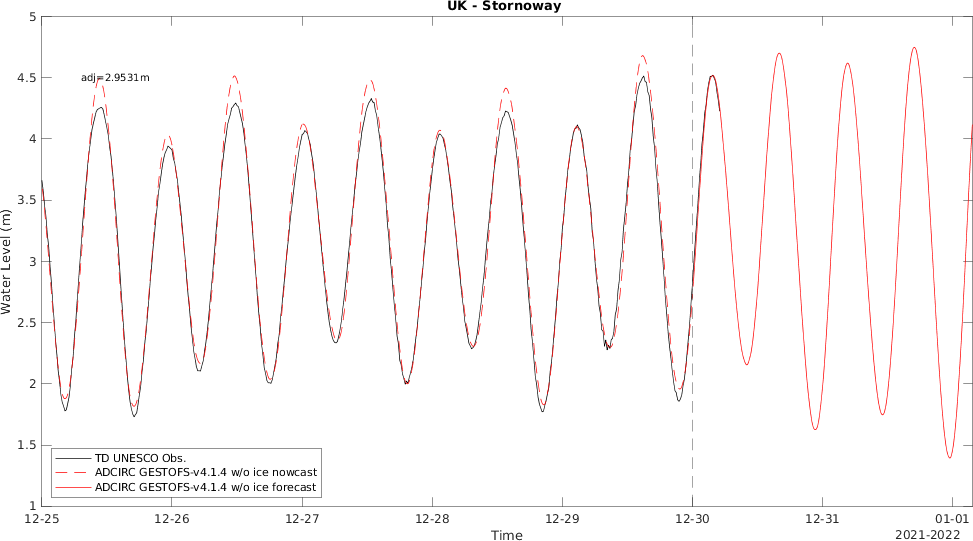 UK - Stornoway
adj=2.9531m
Water Level (m)
5
4.5
4
3.5
3
2.5
2
1.5
1
TD UNESCO Obs.
ADCIRC GESTOFS-v4.1.4 w/o ice nowcast
ADCIRC GESTOFS-v4.1.4 w/o ice forecast
12-25 12-26 12-27 12-28 12-29 12-30 12-31 01-01
Time
2021-2022